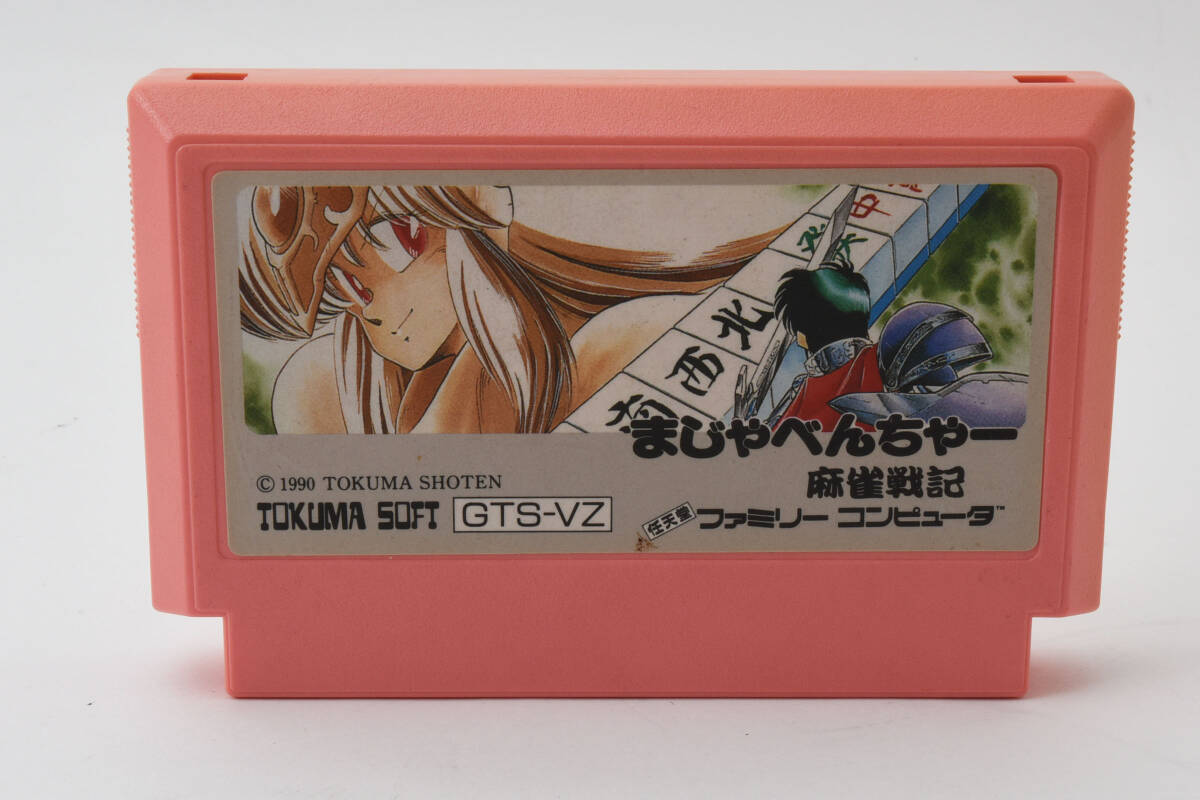 中
北
西
南
まじゃべんちゃー
麻雀戦記
© 1990 TOKUMA SHOTEN
TOKUMA SOFT GTS-VZ
任天堂 ファミリー コンピュータ™